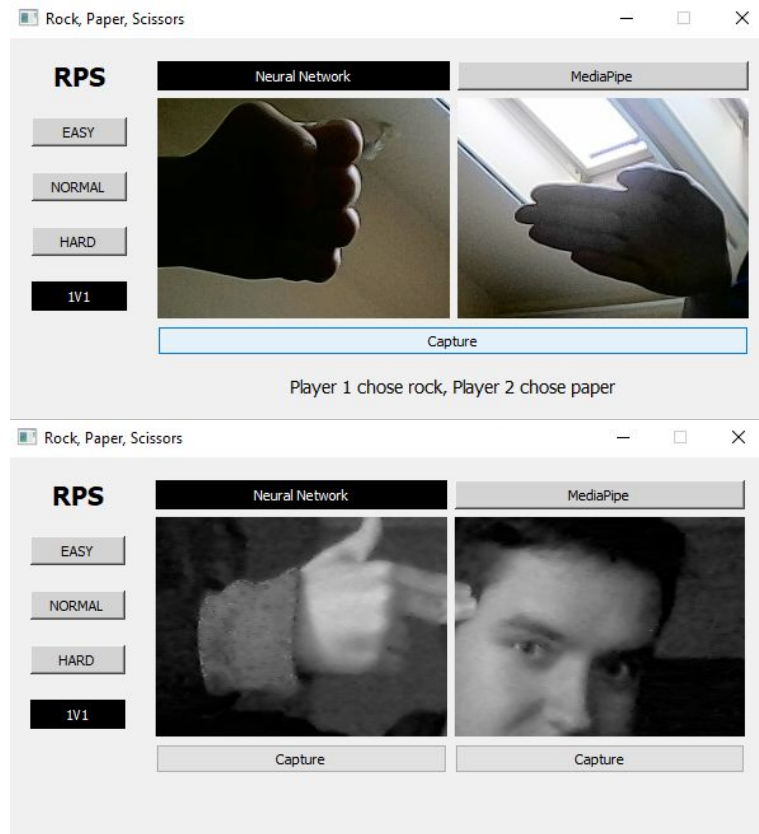 Rock, Paper, Scissors
RPS
Neural Network
MediaPipe
EASY
NORMAL
HARD
1V1
Capture
Player 1 chose rock, Player 2 chose paper
Rock, Paper, Scissors
RPS
Neural Network
MediaPipe
EASY
NORMAL
HARD
1V1
Capture
Capture